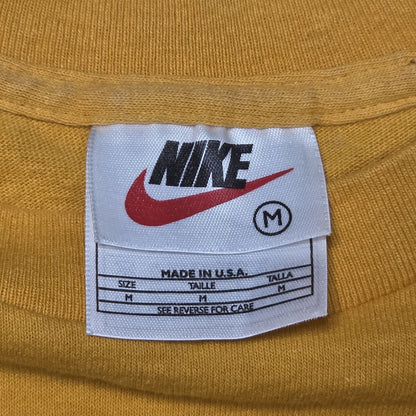 NIKE
M
MADE IN U.S.A.
SIZE TAILLE TALLA
M M M
SEE REVERSE FOR CARE